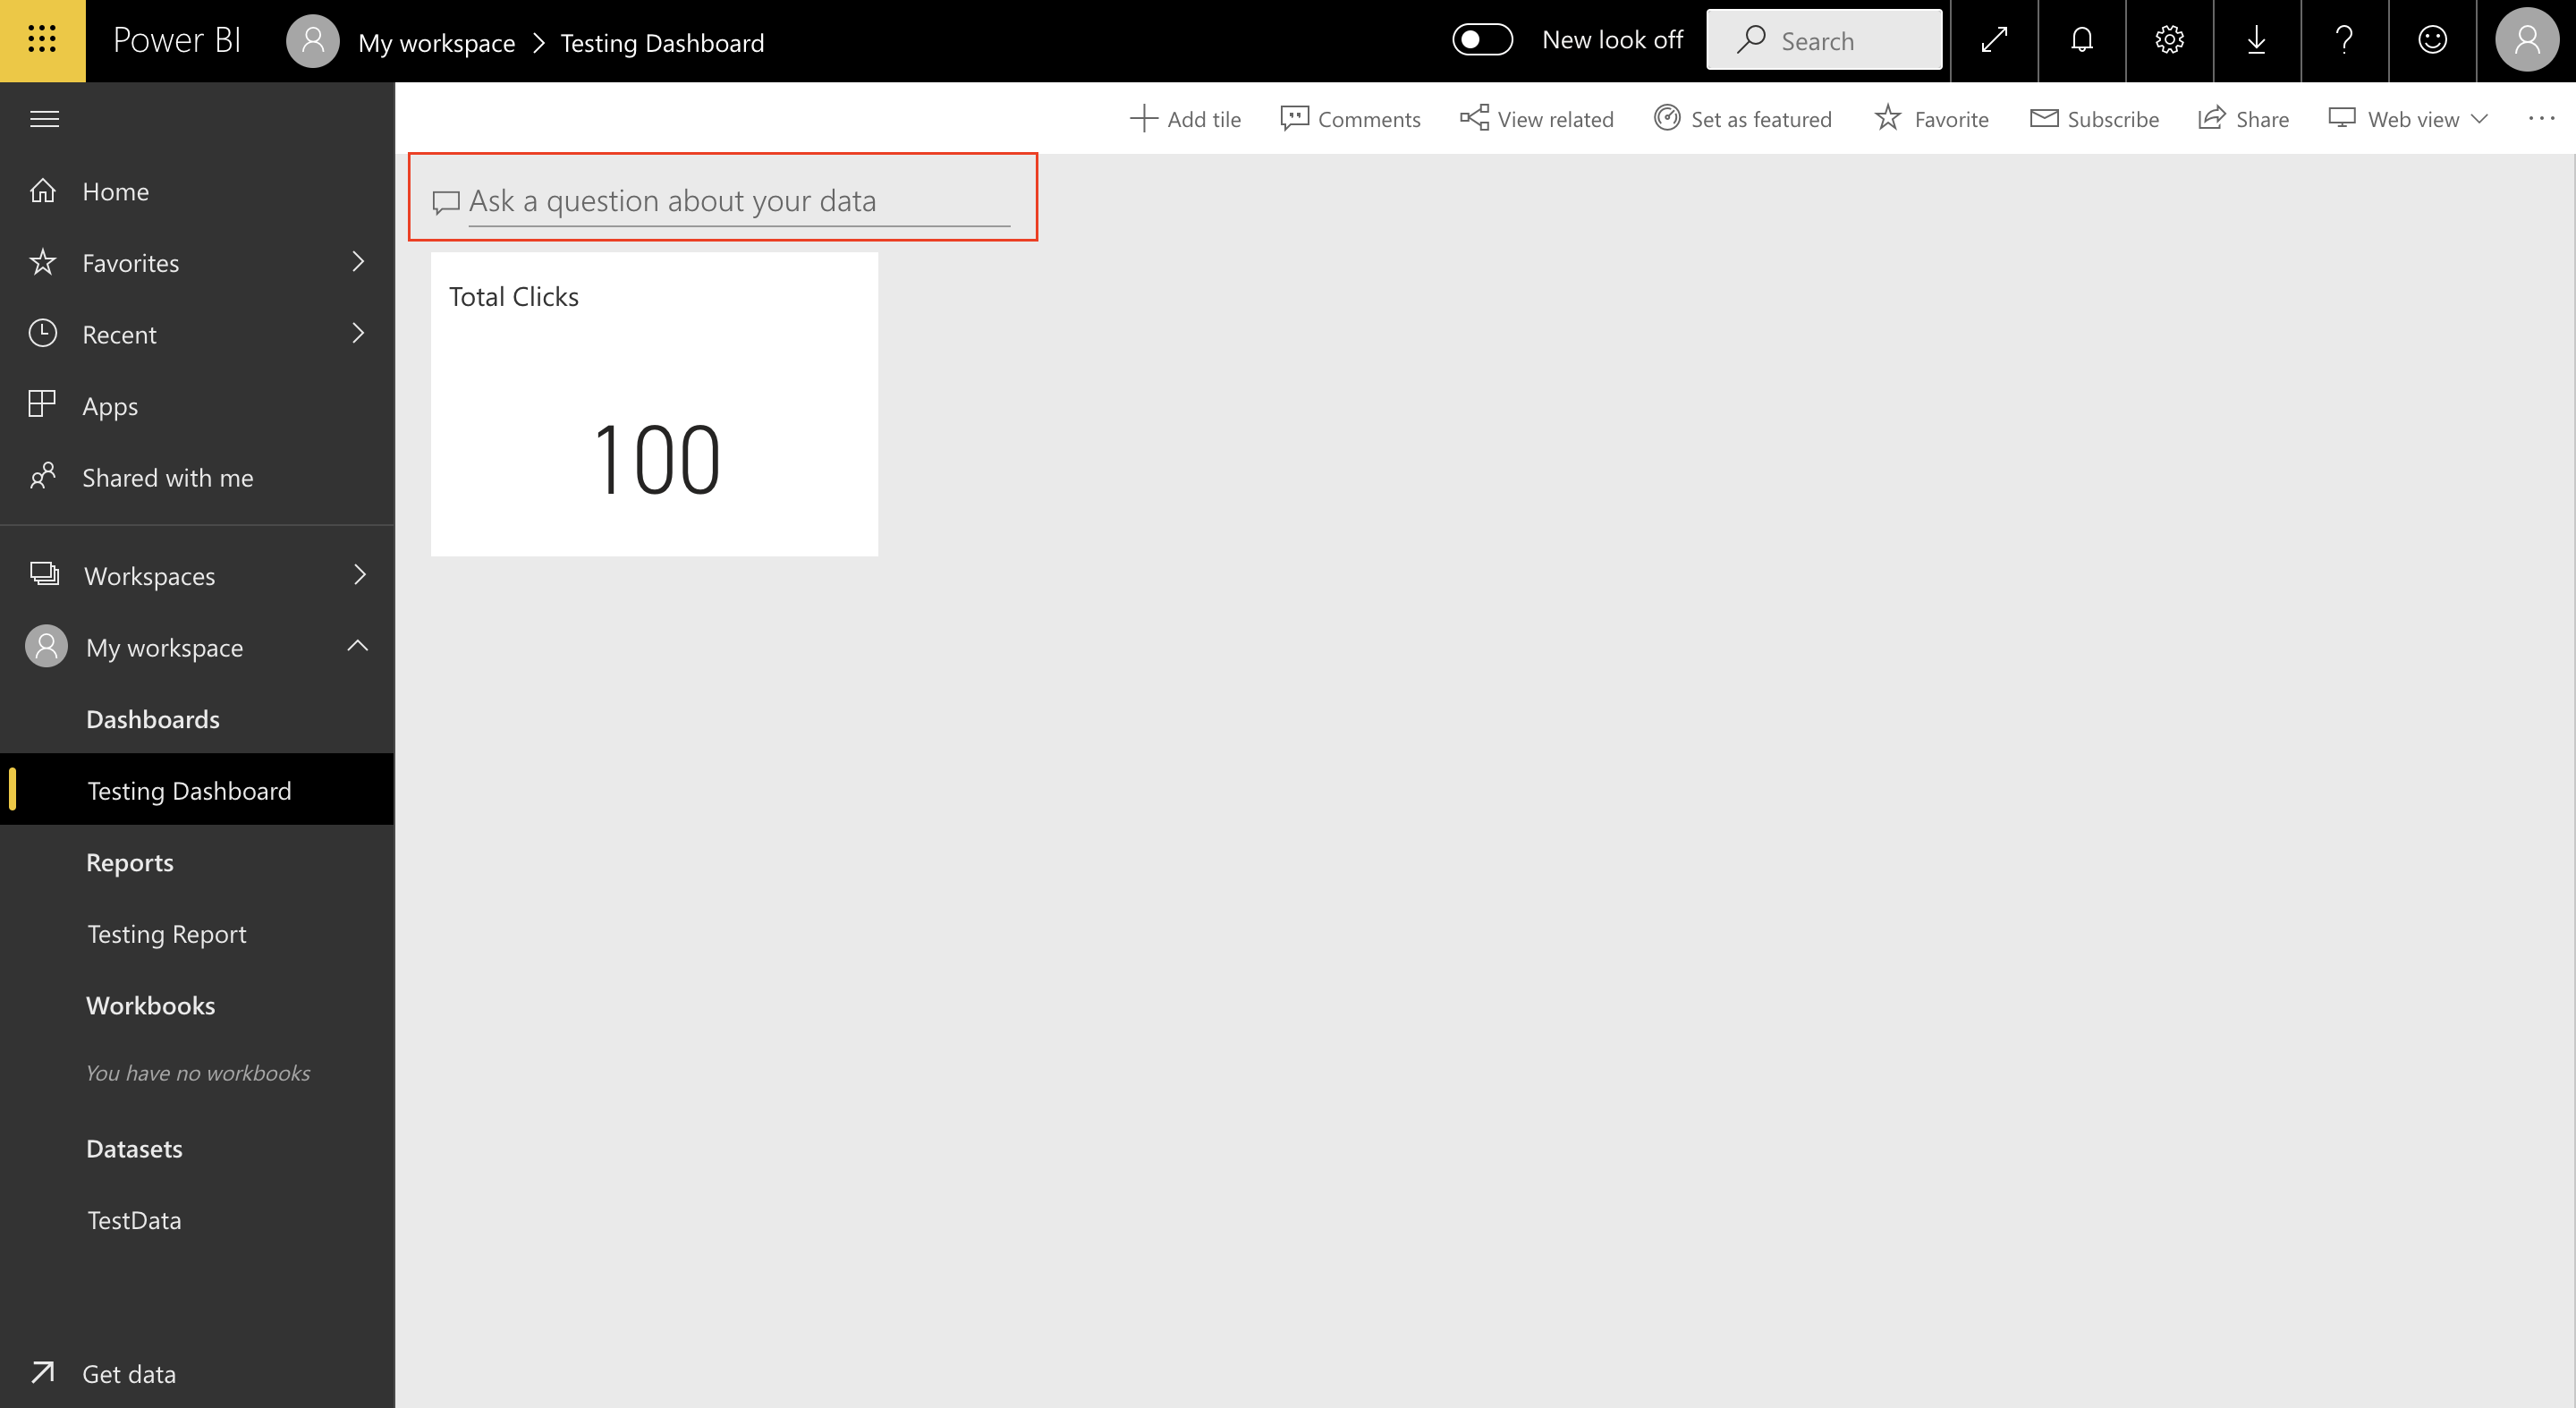 Power BI
My workspace > Testing Dashboard
New look off
Search
Add tile
Comments
View related
Set as featured
Favorite
Subscribe
Share
Web view
Home
Favorites
Recent
Apps
Shared with me
Workspaces
My workspace
Dashboards
Testing Dashboard
Reports
Testing Report
Workbooks
You have no workbooks
Datasets
TestData
Get data
Ask a question about your data
Total Clicks
100